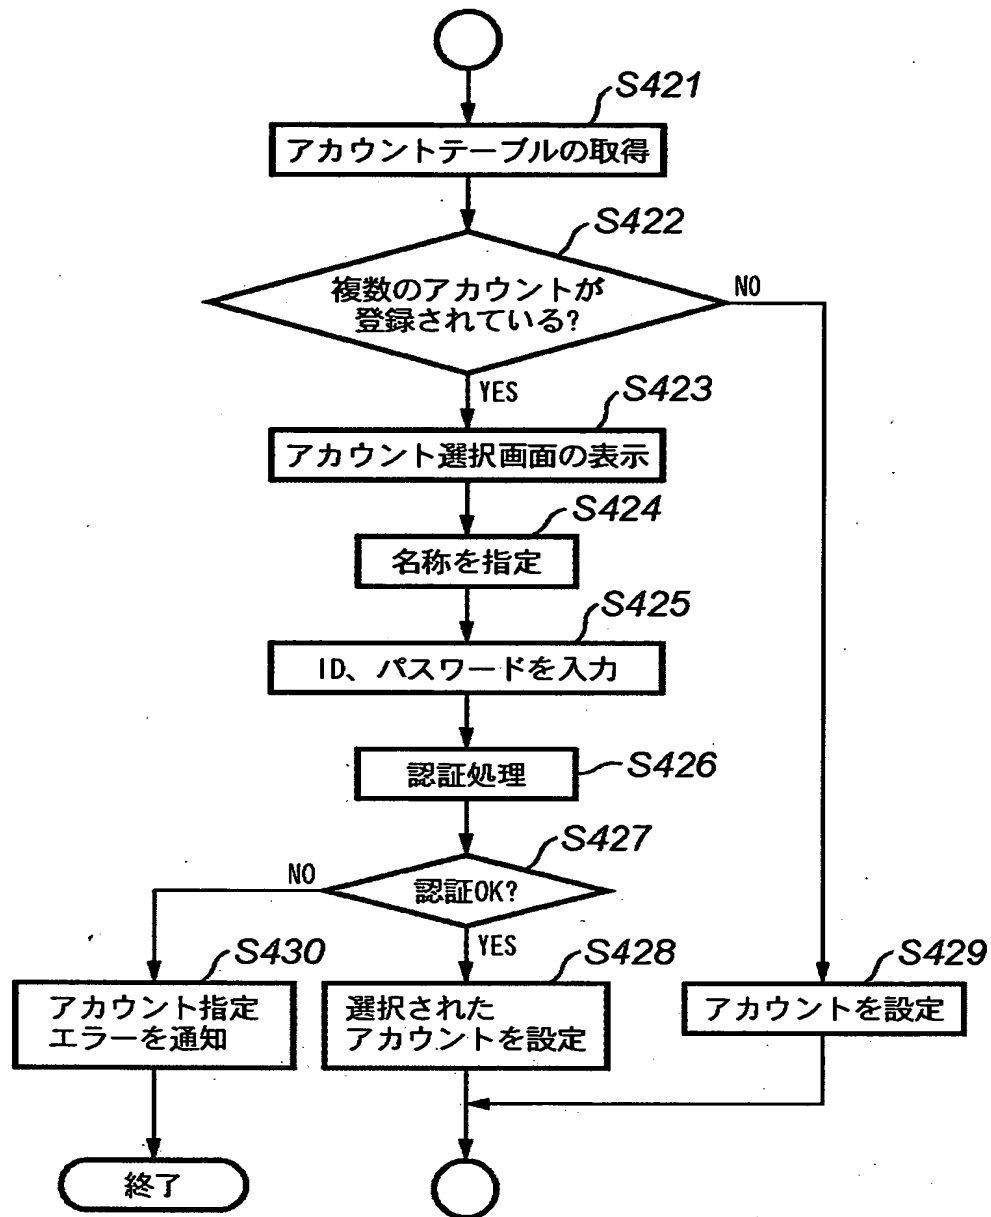 S421
アカウントテーブルの取得
S422
複数のアカウントが
登録されている?
NO
YES
S423
アカウント選択画面の表示
S424
名称を指定
S425
ID、パスワードを入力
S426
認証処理
S427
認証OK?
NO
YES
S430
アカウント指定
エラーを通知
S428
選択された
アカウントを設定
S429
アカウントを設定
終了